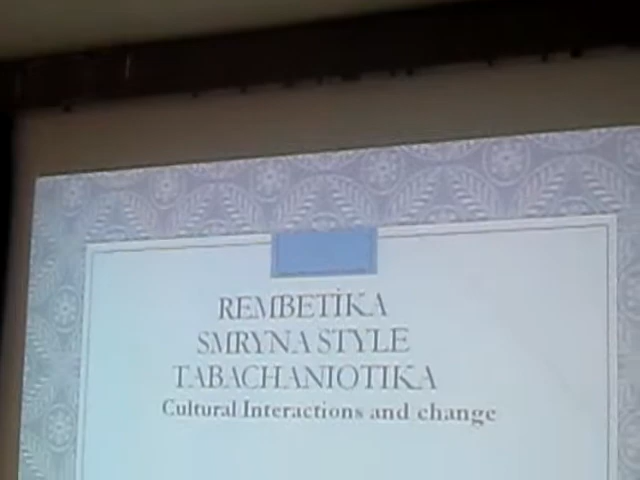 REMBETİKA
SMRYNA STYLE
TABACHANIOTIKA
Cultural Interactions and change